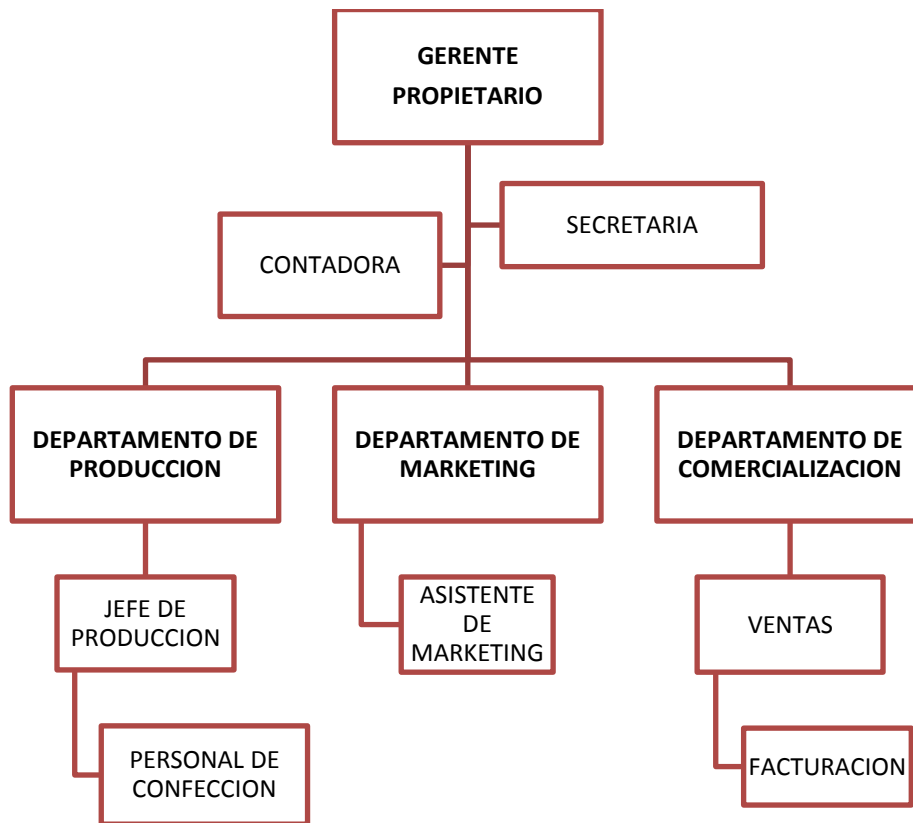 GERENTE
PROPIETARIO
SECRETARIA
CONTADORA
DEPARTAMENTO DE
PRODUCCION
DEPARTAMENTO DE
MARKETING
DEPARTAMENTO DE
COMERCIALIZACION
JEFE DE
PRODUCCION
ASISTENTE
DE
MARKETING
VENTAS
PERSONAL DE
CONFECCION
FACTURACION